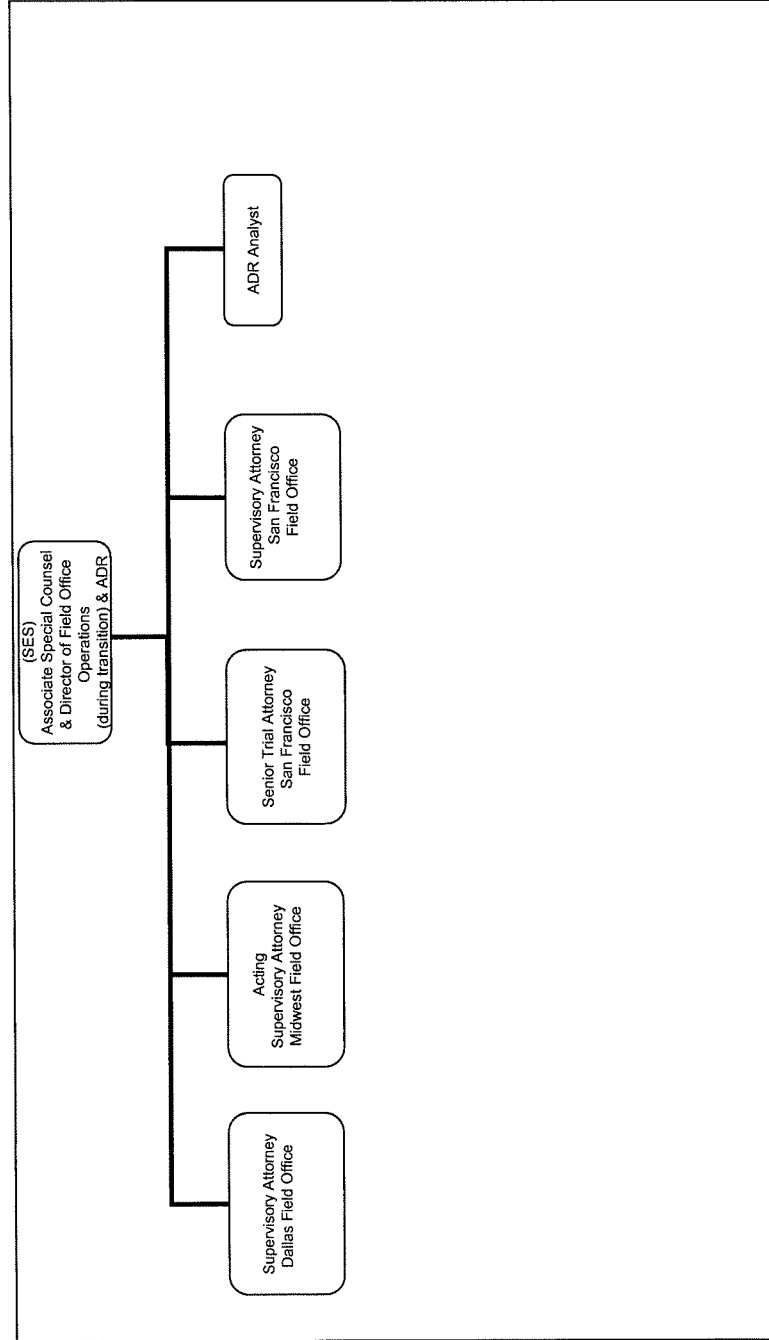 (SES)
Associate Special Counsel
& Director of Field Office
Operations
(during transition) & ADR
Supervisory Attorney
Dallas Field Office
Acting
Supervisory Attorney
Midwest Field Office
Senior Trial Attorney
San Francisco
Field Office
Supervisory Attorney
San Francisco
Field Office
ADR Analyst